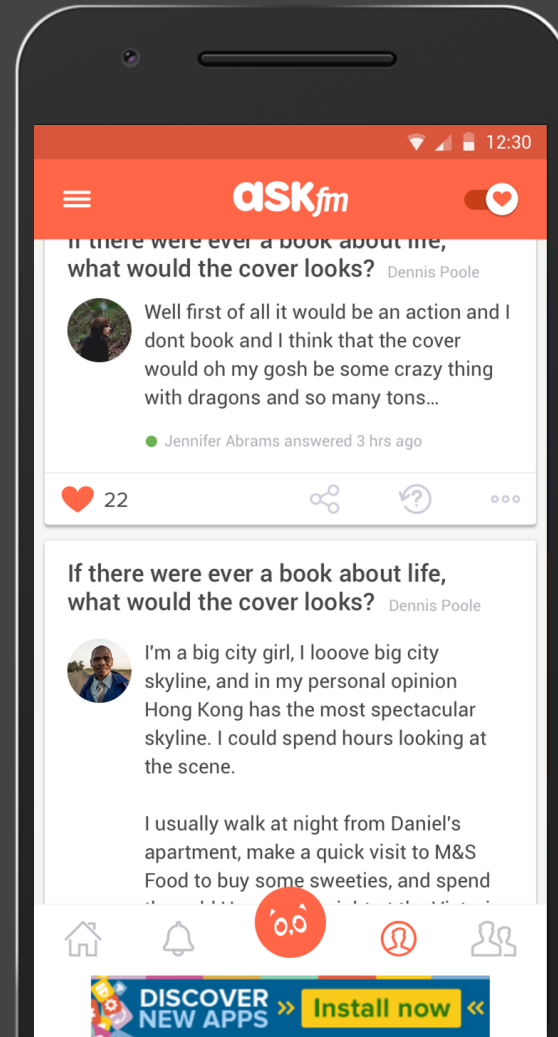 12:30
ASKfm
If there were ever a book about life,
what would the cover looks? Dennis Poole
Well first of all it would be an action and I
dont book and I think that the cover
would oh my gosh be some crazy thing
with dragons and so many tons...
Jennifer Abrams answered 3 hrs ago
22
If there were ever a book about life,
what would the cover looks? Dennis Poole
I'm a big city girl, I looove big city
skyline, and in my personal opinion
Hong Kong has the most spectacular
skyline. I could spend hours looking at
the scene.
I usually walk at night from Daniel's
apartment, make a quick visit to M&S
Food to buy some sweeties, and spend
DISCOVER
NEW APPS >> Install now <<